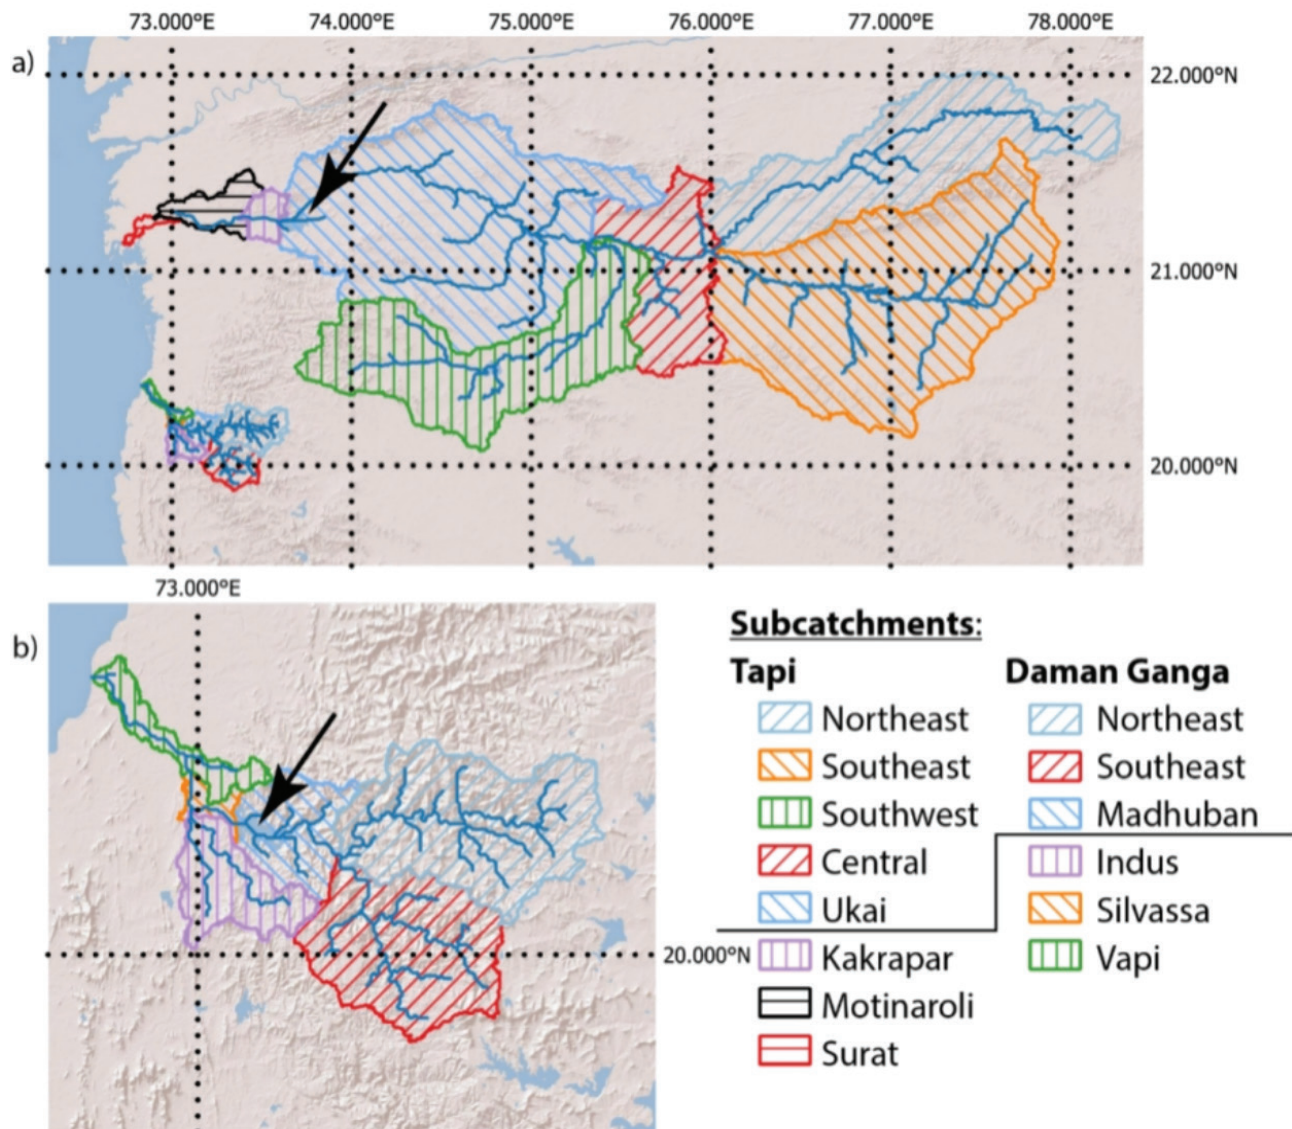 73.000°E 74.000°E 75.000°E 76.000°E 77.000°E 78.000°E
a)
22.000°N
21.000°N
20.000°N
73.000°E
b)
20.000°N
Subcatchments:
Tapi
Northeast
Southeast
Southwest
Central
Ukai
Kakrapar
Motinaroli
Surat
Daman Ganga
Northeast
Southeast
Madhuban
Indus
Silvassa
Vapi